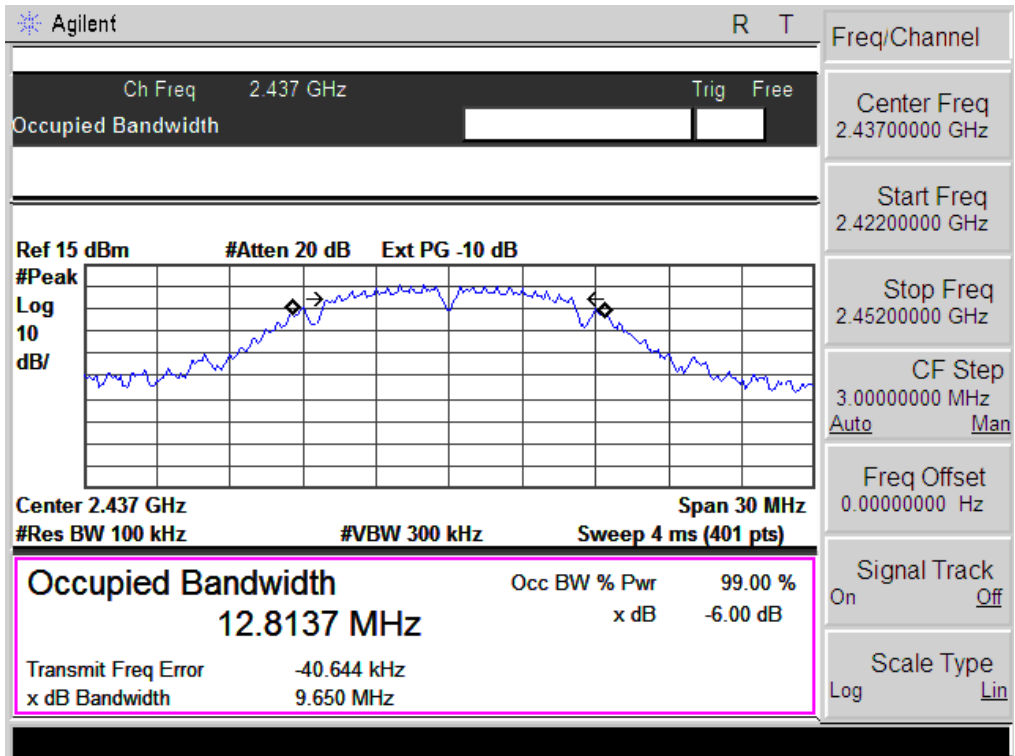 Agilent R T
Ch Freq 2.437 GHz Trig Free
Occupied Bandwidth
Ref 15 dBm #Atten 20 dB Ext PG -10 dB
#Peak
Log
10
dB/
Center 2.437 GHz Span 30 MHz
#Res BW 100 kHz #VBW 300 kHz Sweep 4 ms (401 pts)
Occupied Bandwidth Occ BW % Pwr 99.00 %
12.8137 MHz x dB -6.00 dB
Transmit Freq Error -40.644 kHz
x dB Bandwidth 9.650 MHz
Freq/Channel
Center Freq
2.43700000 GHz
Start Freq
2.42200000 GHz
Stop Freq
2.45200000 GHz
CF Step
3.00000000 MHz
Auto Man
Freq Offset
0.00000000 Hz
Signal Track
On Off
Scale Type
Log Lin